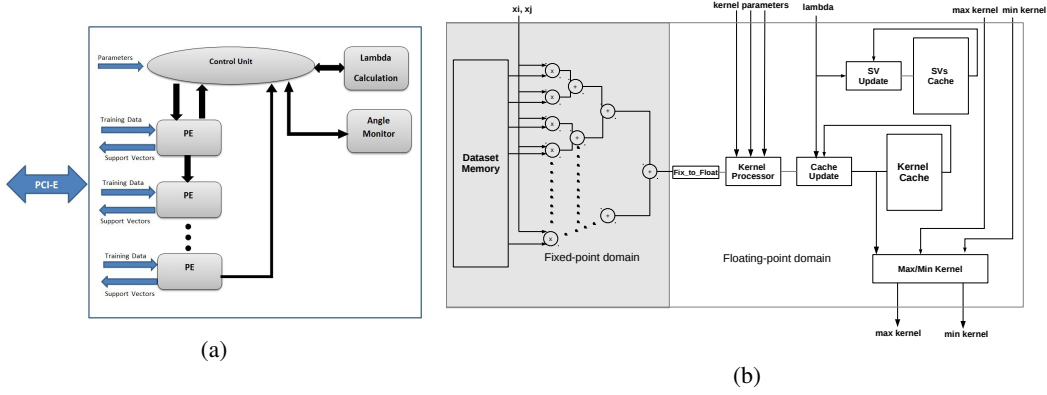 Parameters
Control Unit
Lambda
Calculation
Angle
Monitor
Training Data
PE
Support Vectors
PCI-E
Training Data
PE
Support Vectors
Training Data
PE
Support Vectors
(a)
xi, xj
kernel parameters
lambda
max kernel
min kernel
Dataset
Memory
x
x
x
x
x
+
+
+
+
+
Fix_to_Float
Kernel
Processor
Cache
Update
SV
Update
SVs
Cache
Kernel
Cache
Fixed-point domain
Floating-point domain
Max/Min Kernel
max kernel
min kernel
(b)